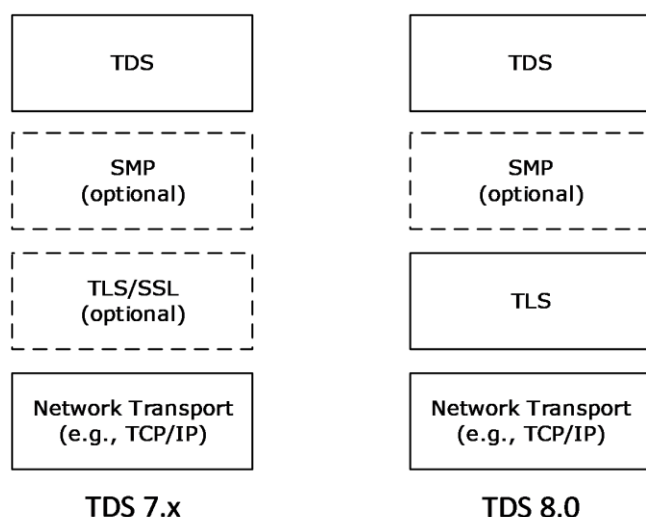 TDS
SMP
(optional)
TLS/SSL
(optional)
Network Transport
(e.g., TCP/IP)
TDS 7.x
TDS
SMP
(optional)
TLS
Network Transport
(e.g., TCP/IP)
TDS 8.0